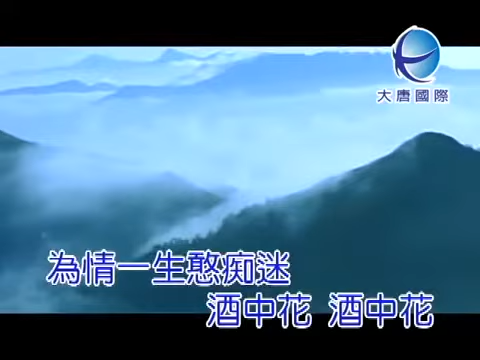 大唐國際
為情一生憨痴迷
酒中花 酒中花